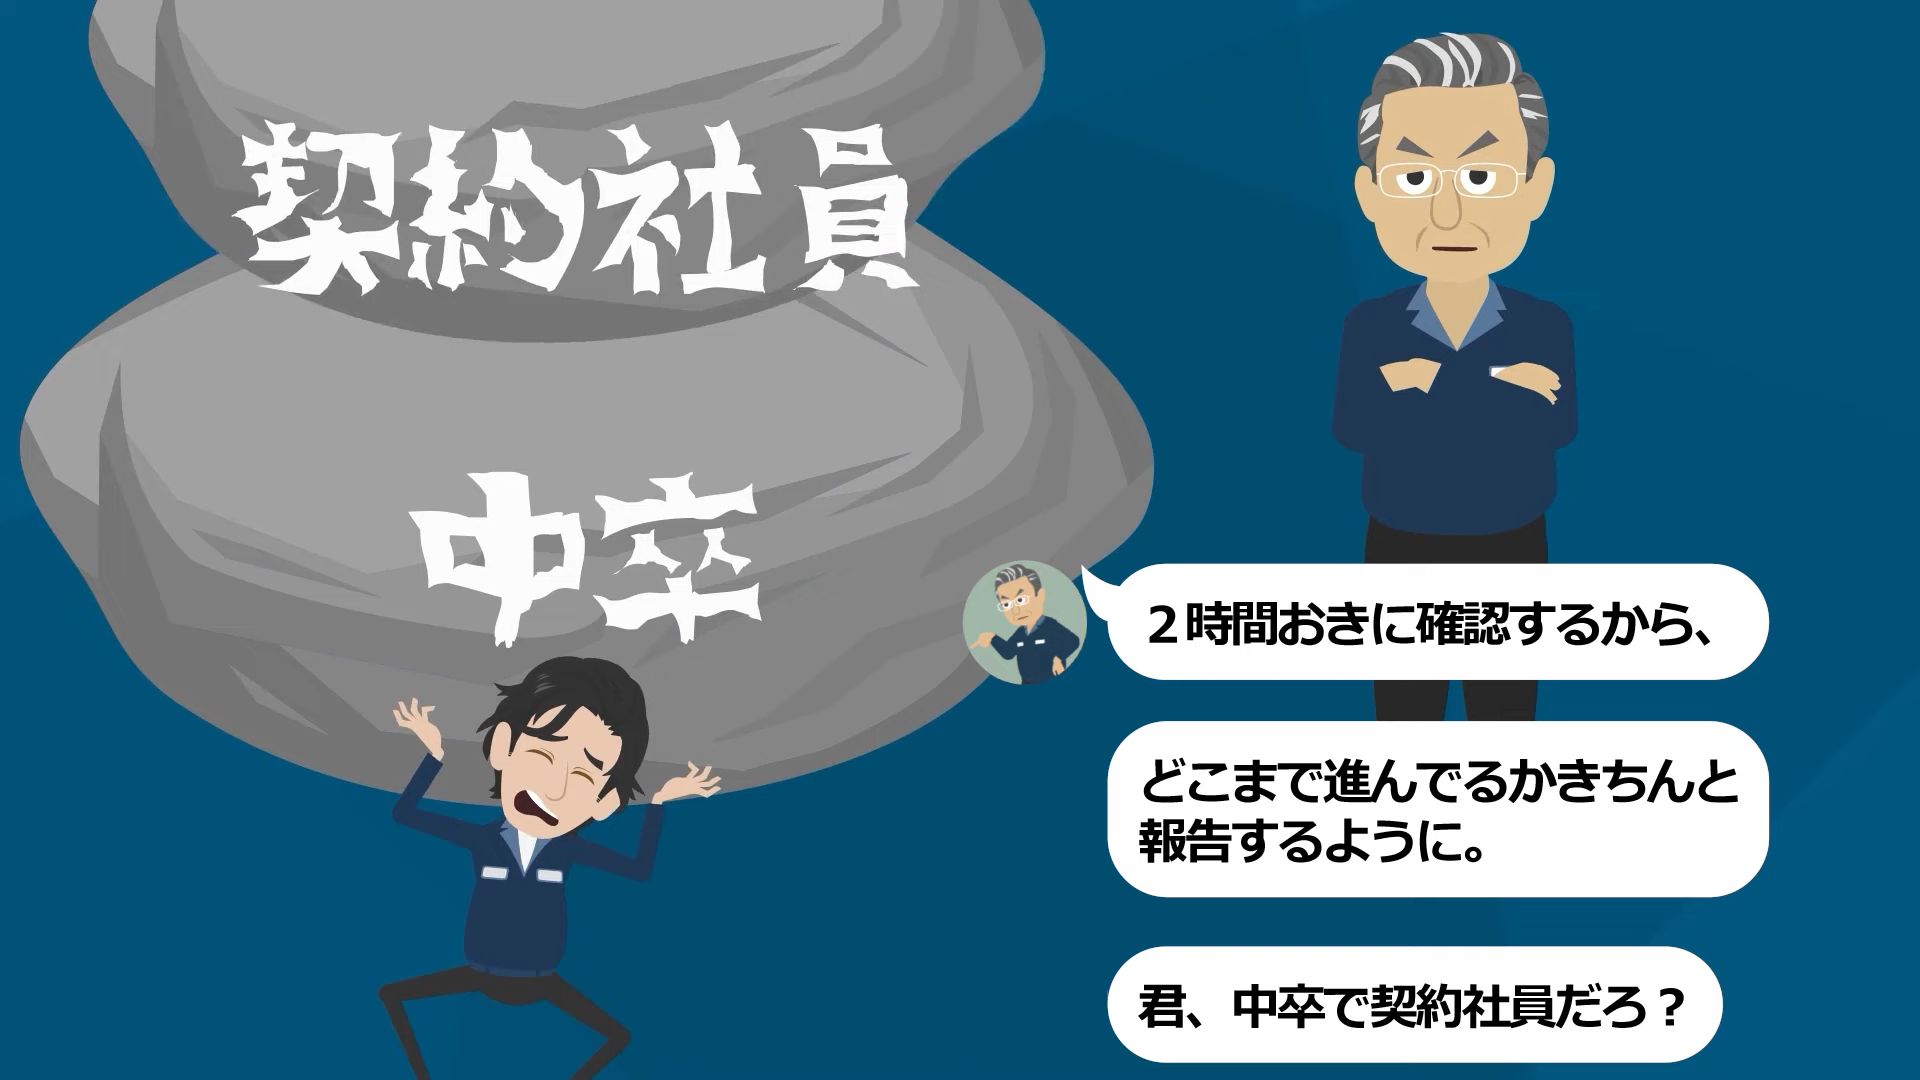 契約社員
中卒
２時間おきに確認するから、
どこまで進んでるかきちんと
報告するように。
君、中卒で契約社員だろ？